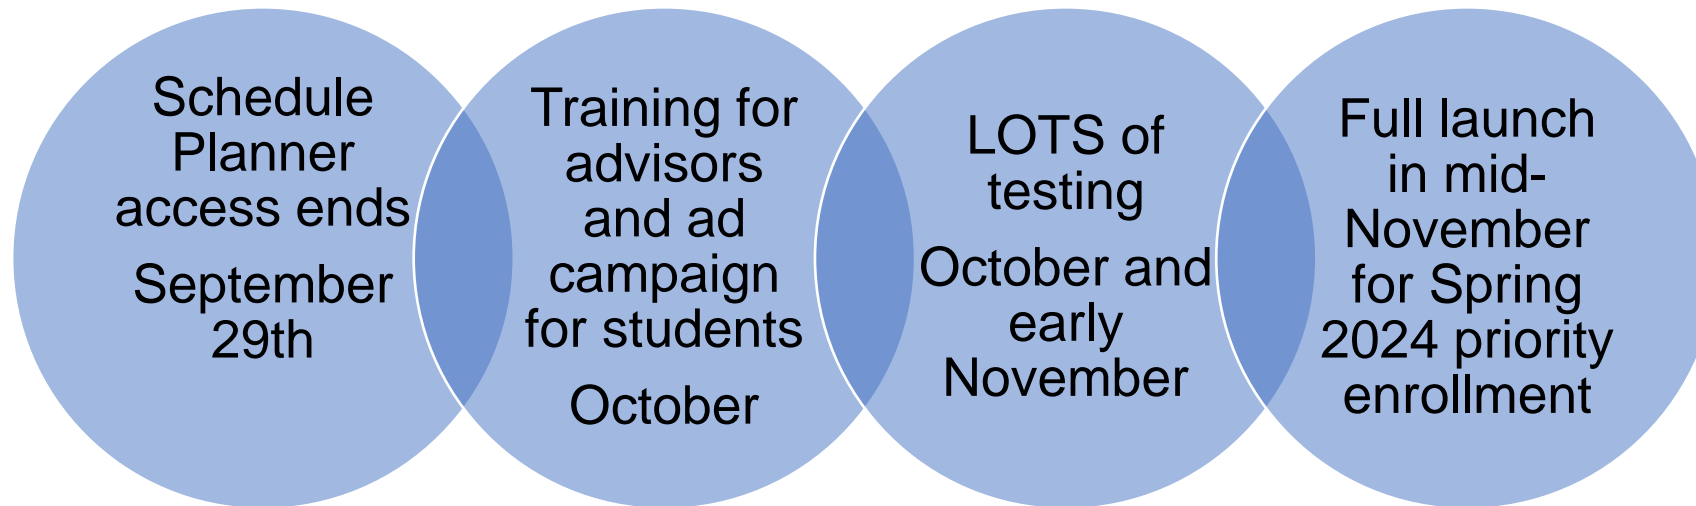 Schedule
Planner
access ends
September
29th
Training for
advisors
and ad
campaign
for students
October
LOTS of
testing
October and
early
November
Full launch
in mid-
November
for Spring
2024 priority
enrollment